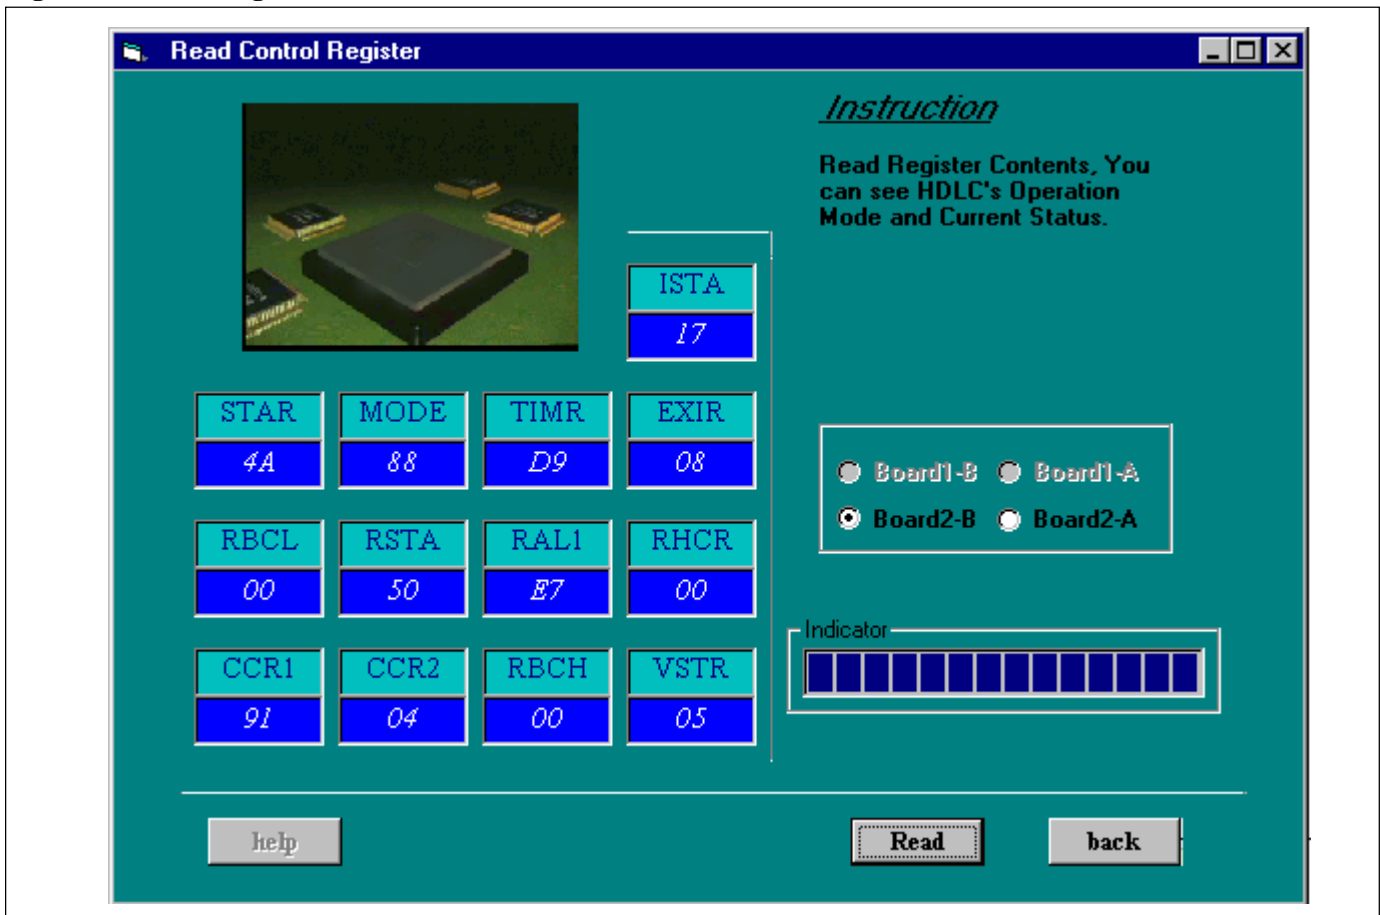 Read Control Register
Instruction
Read Register Contents, You
can see HDLC's Operation
Mode and Current Status.
ISTA
17
STAR MODE TIMR EXIR
4A 88 D9 08
Board1-B Board1-A
Board2-B Board2-A
RBCL RSTA RAL1 RHCR
00 50 E7 00
Indicator
CCR1 CCR2 RBCH VSTR
91 04 00 05
help Read back